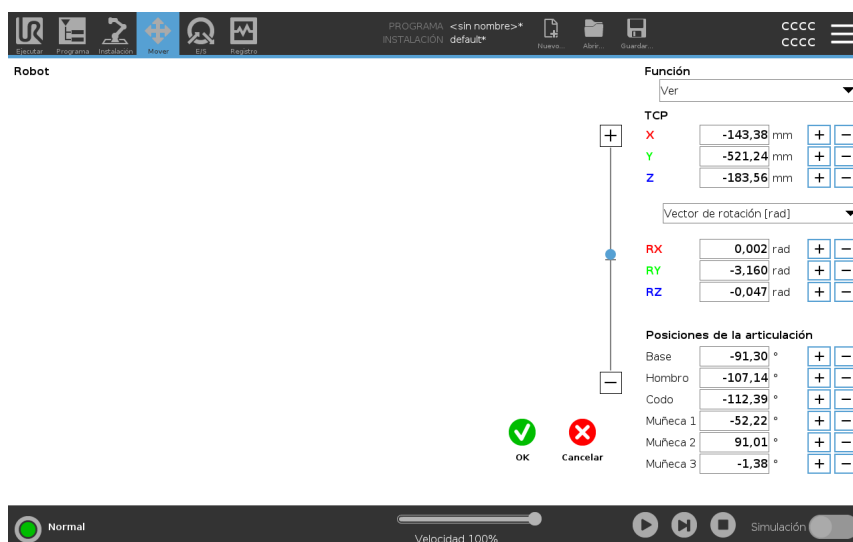 PROGRAMA <sin nombre>*
INSTALACIÓN default*
CCCC
CCCC
Ejecutar Programa Instalación Mover E/S Registro
Nuevo... Abrir... Guardar...
Robot
Función
Ver
TCP
X -143,38 mm + −
Y -521,24 mm + −
Z -183,56 mm + −
Vector de rotación [rad]
RX 0,002 rad + −
RY -3,160 rad + −
RZ -0,047 rad + −
Posiciones de la articulación
Base -91,30 ° + −
Hombro -107,14 ° + −
Codo -112,39 ° + −
Muñeca 1 -52,22 ° + −
Muñeca 2 91,01 ° + −
Muñeca 3 -1,38 ° + −
OK Cancelar
Normal
Velocidad 100%
Simulación